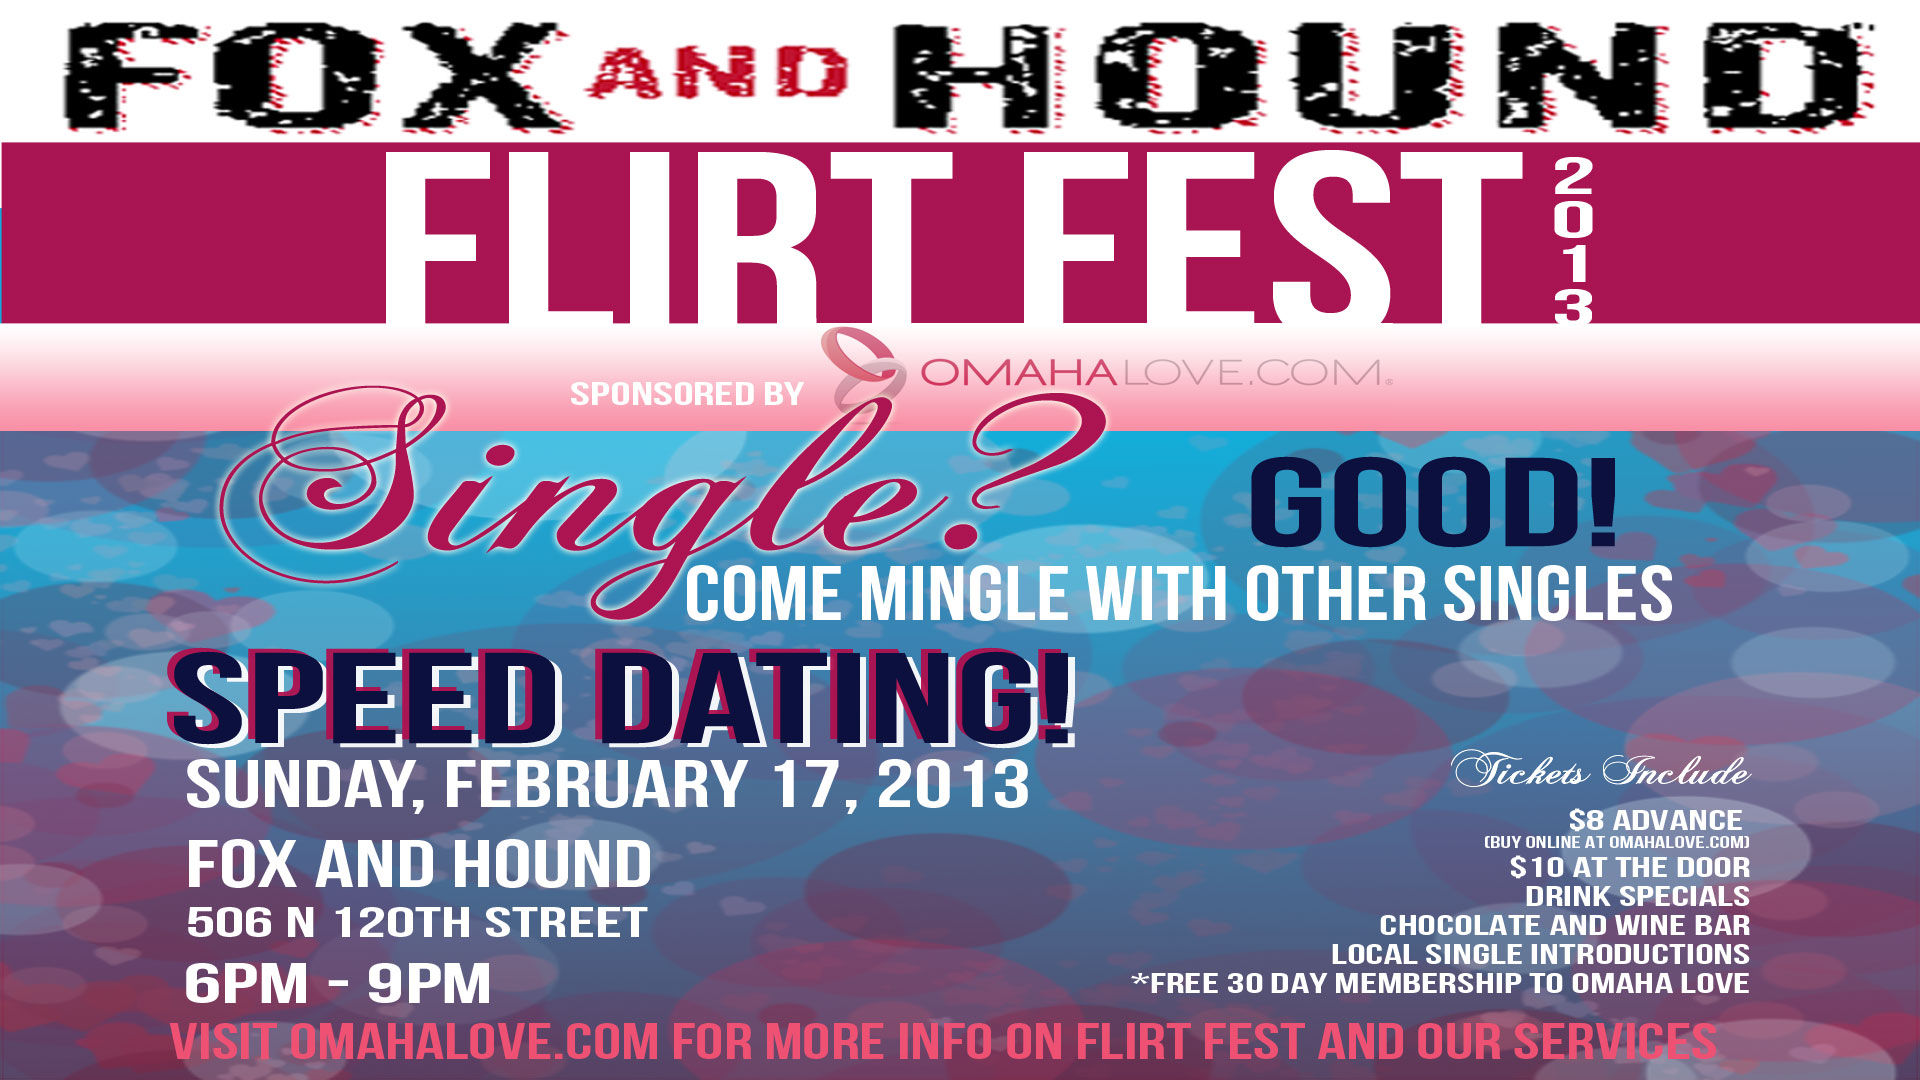 FOX AND HOUND
FLIRT FEST 2013
SPONSORED BY OMAHALOVE.COM®
Single? GOOD!
COME MINGLE WITH OTHER SINGLES
SPEED DATING!
SUNDAY, FEBRUARY 17, 2013
FOX AND HOUND
506 N 120TH STREET
6PM - 9PM
Tickets Include
$8 ADVANCE
(BUY ONLINE AT OMAHALOVE.COM)
$10 AT THE DOOR
DRINK SPECIALS
CHOCOLATE AND WINE BAR
LOCAL SINGLE INTRODUCTIONS
*FREE 30 DAY MEMBERSHIP TO OMAHA LOVE
VISIT OMAHALOVE.COM FOR MORE INFO ON FLIRT FEST AND OUR SERVICES